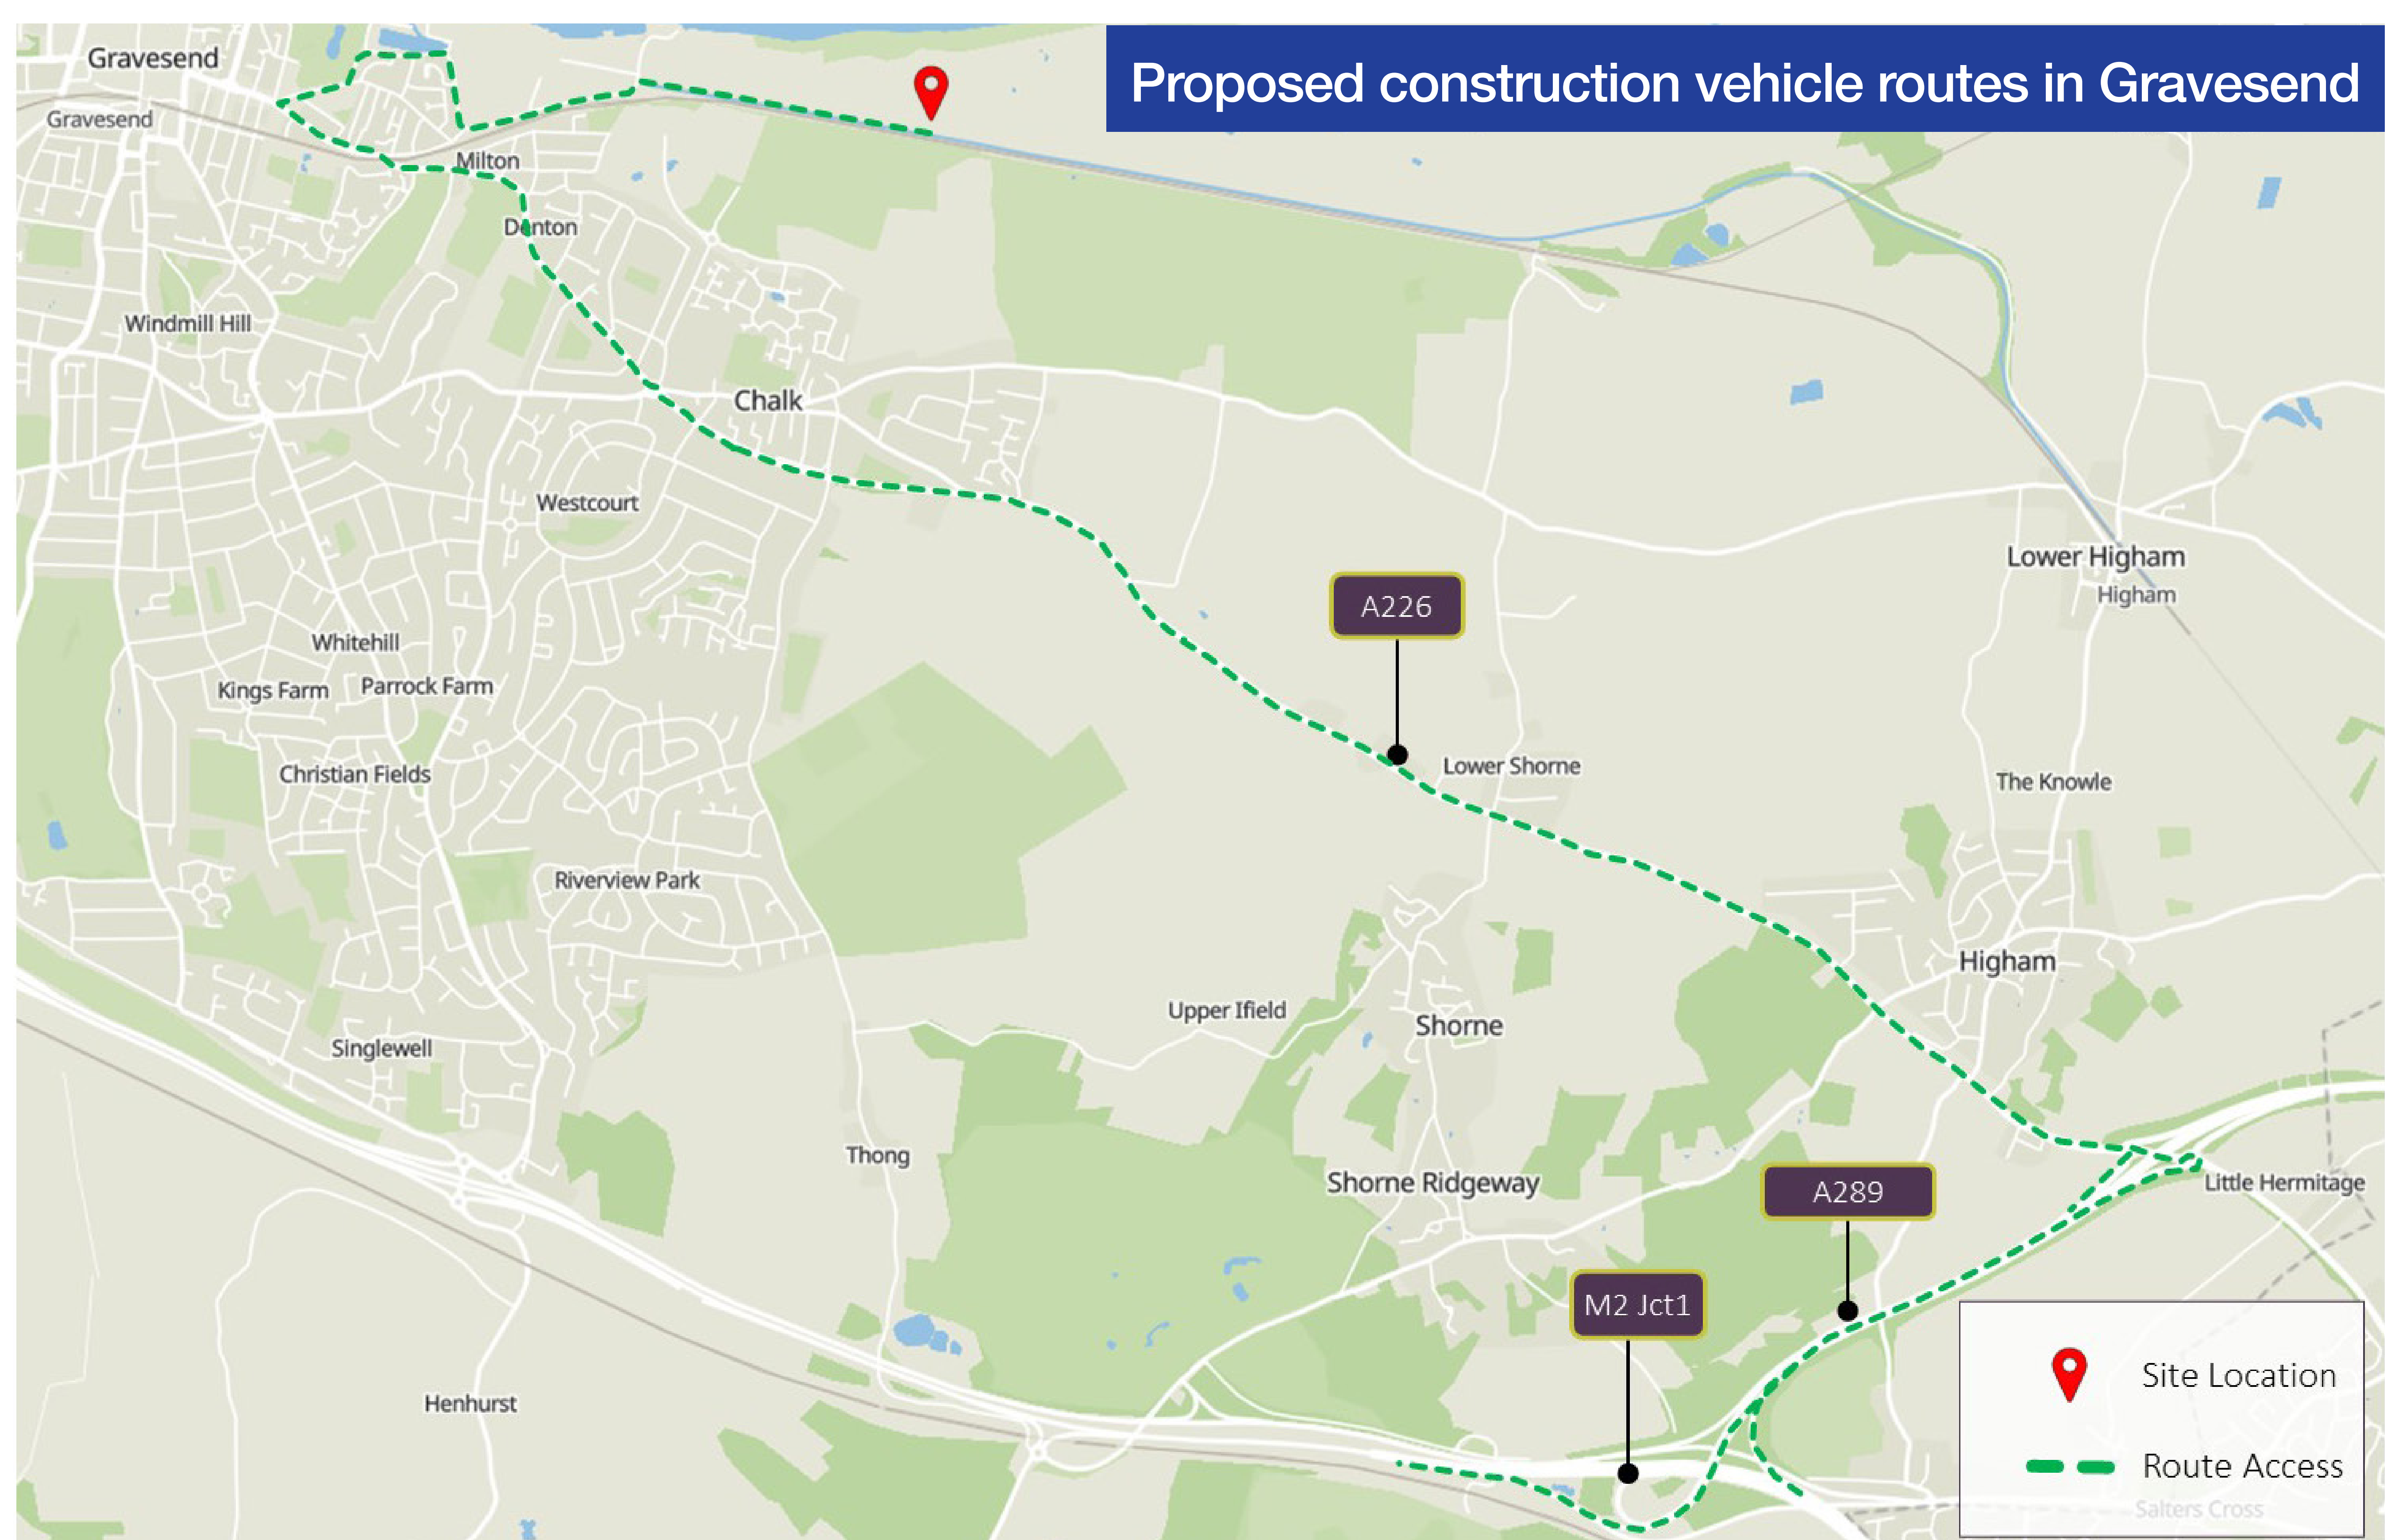 Proposed construction vehicle routes in Gravesend
Gravesend
Gravesend
Milton
Denton
Windmill Hill
Chalk
Westcourt
Lower Higham
Higham
A226
Whitehill
Kings Farm
Parrock Farm
Lower Shorne
Christian Fields
The Knowle
Riverview Park
Higham
Upper Ifield
Shorne
Singlewell
Thong
Shorne Ridgeway
A289
Little Hermitage
M2 Jct1
Henhurst
Site Location
Route Access
Salters Cross